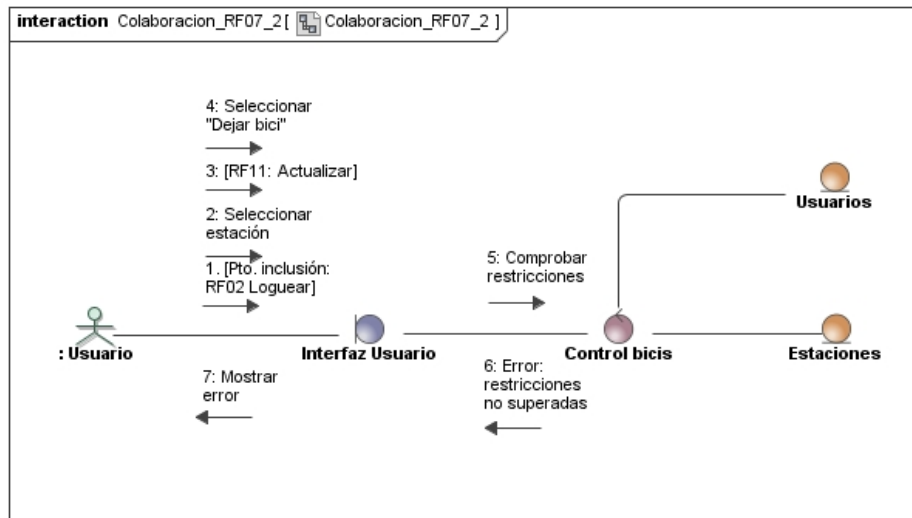 interaction Colaboracion_RF07_2 [ Colaboracion_RF07_2 ]
4: Seleccionar
"Dejar bici"
3: [RF11: Actualizar]
2: Seleccionar
estación
1. [Pto. inclusión:
RF02 Loguear]
5: Comprobar
restricciones
Usuarios
: Usuario
Interfaz Usuario
Control bicis
Estaciones
7: Mostrar
error
6: Error:
restricciones
no superadas